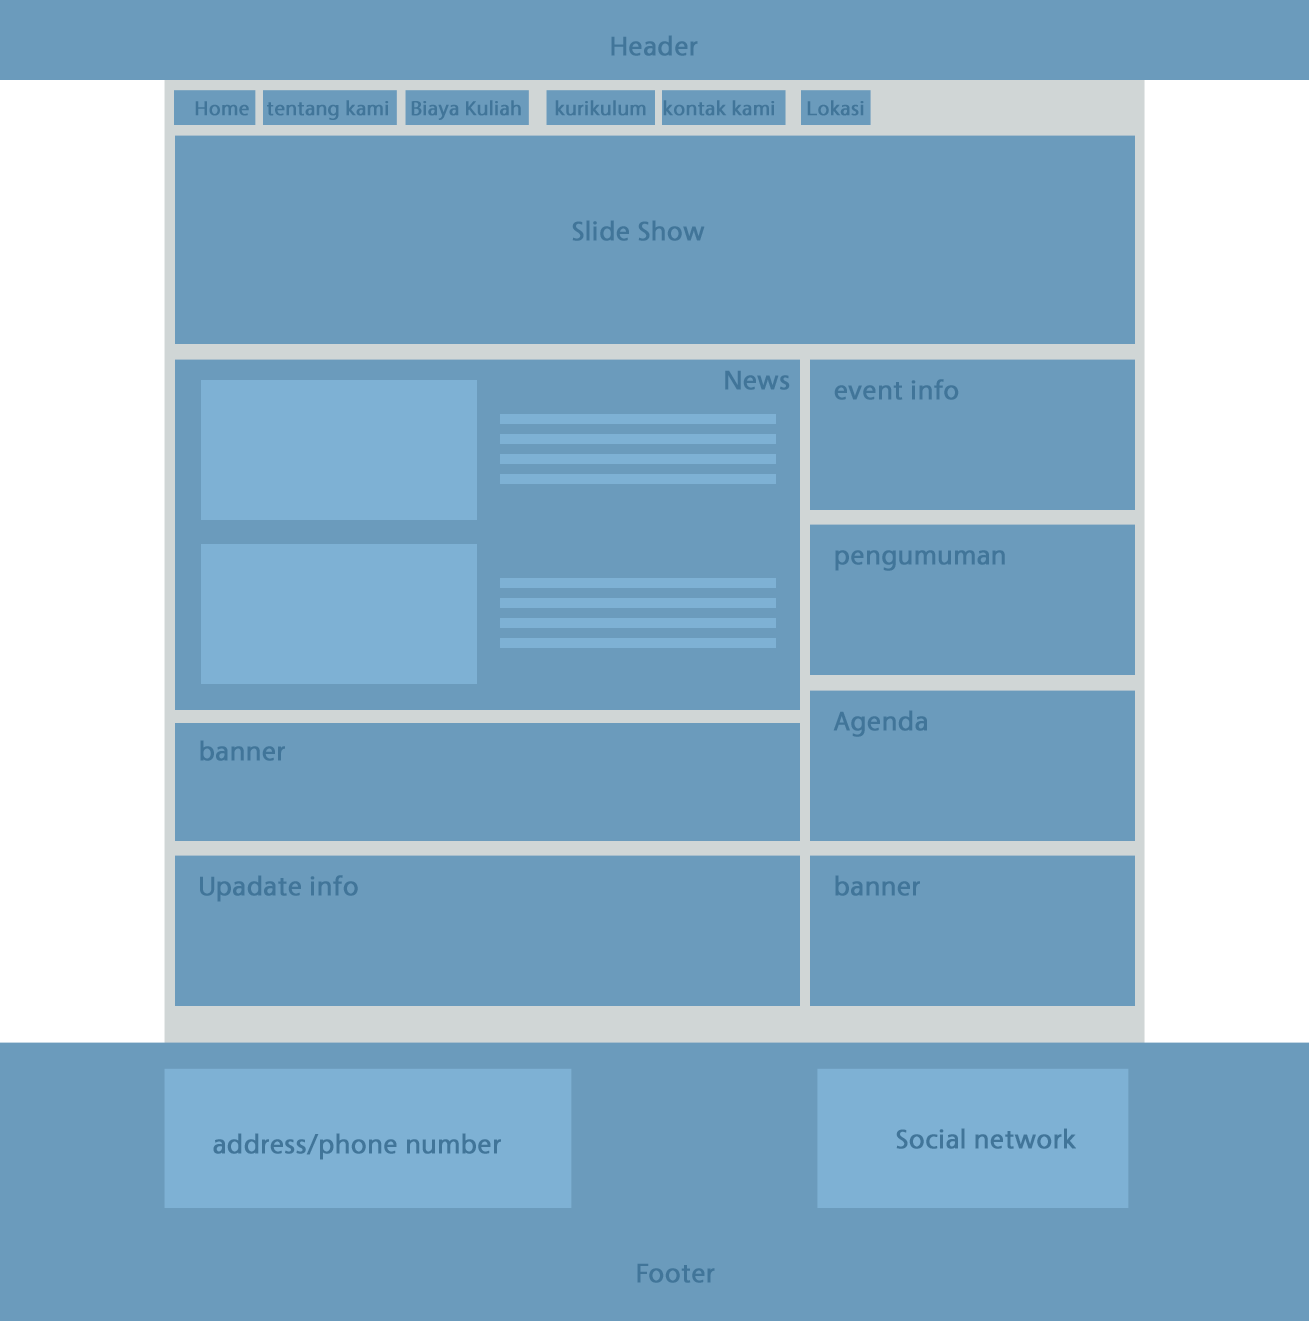 Header
Home tentang kami Biaya Kuliah kurikulum kontak kami Lokasi
Slide Show
News
event info
pengumuman
Agenda
banner
Upadate info
banner
address/phone number
Social network
Footer